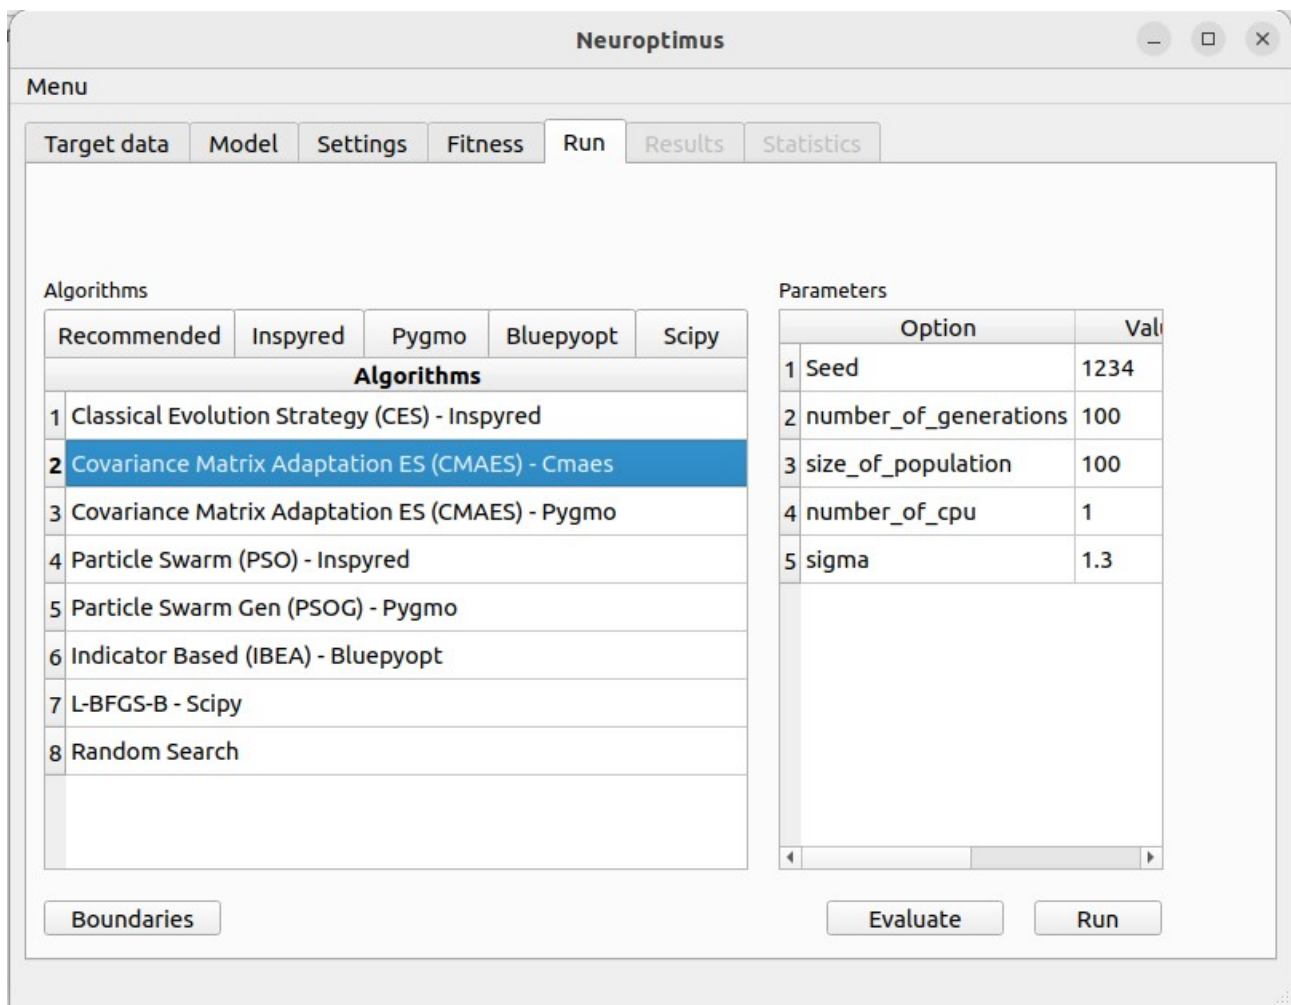 Neuroptimus
Menu
Target data Model Settings Fitness Run Results Statistics
Algorithms
Recommended Inspyred Pygmo Bluepyopt Scipy
Algorithms
1 Classical Evolution Strategy (CES) - Inspyred
2 Covariance Matrix Adaptation ES (CMAES) - Cmaes
3 Covariance Matrix Adaptation ES (CMAES) - Pygmo
4 Particle Swarm (PSO) - Inspyred
5 Particle Swarm Gen (PSOG) - Pygmo
6 Indicator Based (IBEA) - Bluepyopt
7 L-BFGS-B - Scipy
8 Random Search
Parameters
Option Valu
1 Seed 1234
2 number_of_generations 100
3 size_of_population 100
4 number_of_cpu 1
5 sigma 1.3
Boundaries Evaluate Run